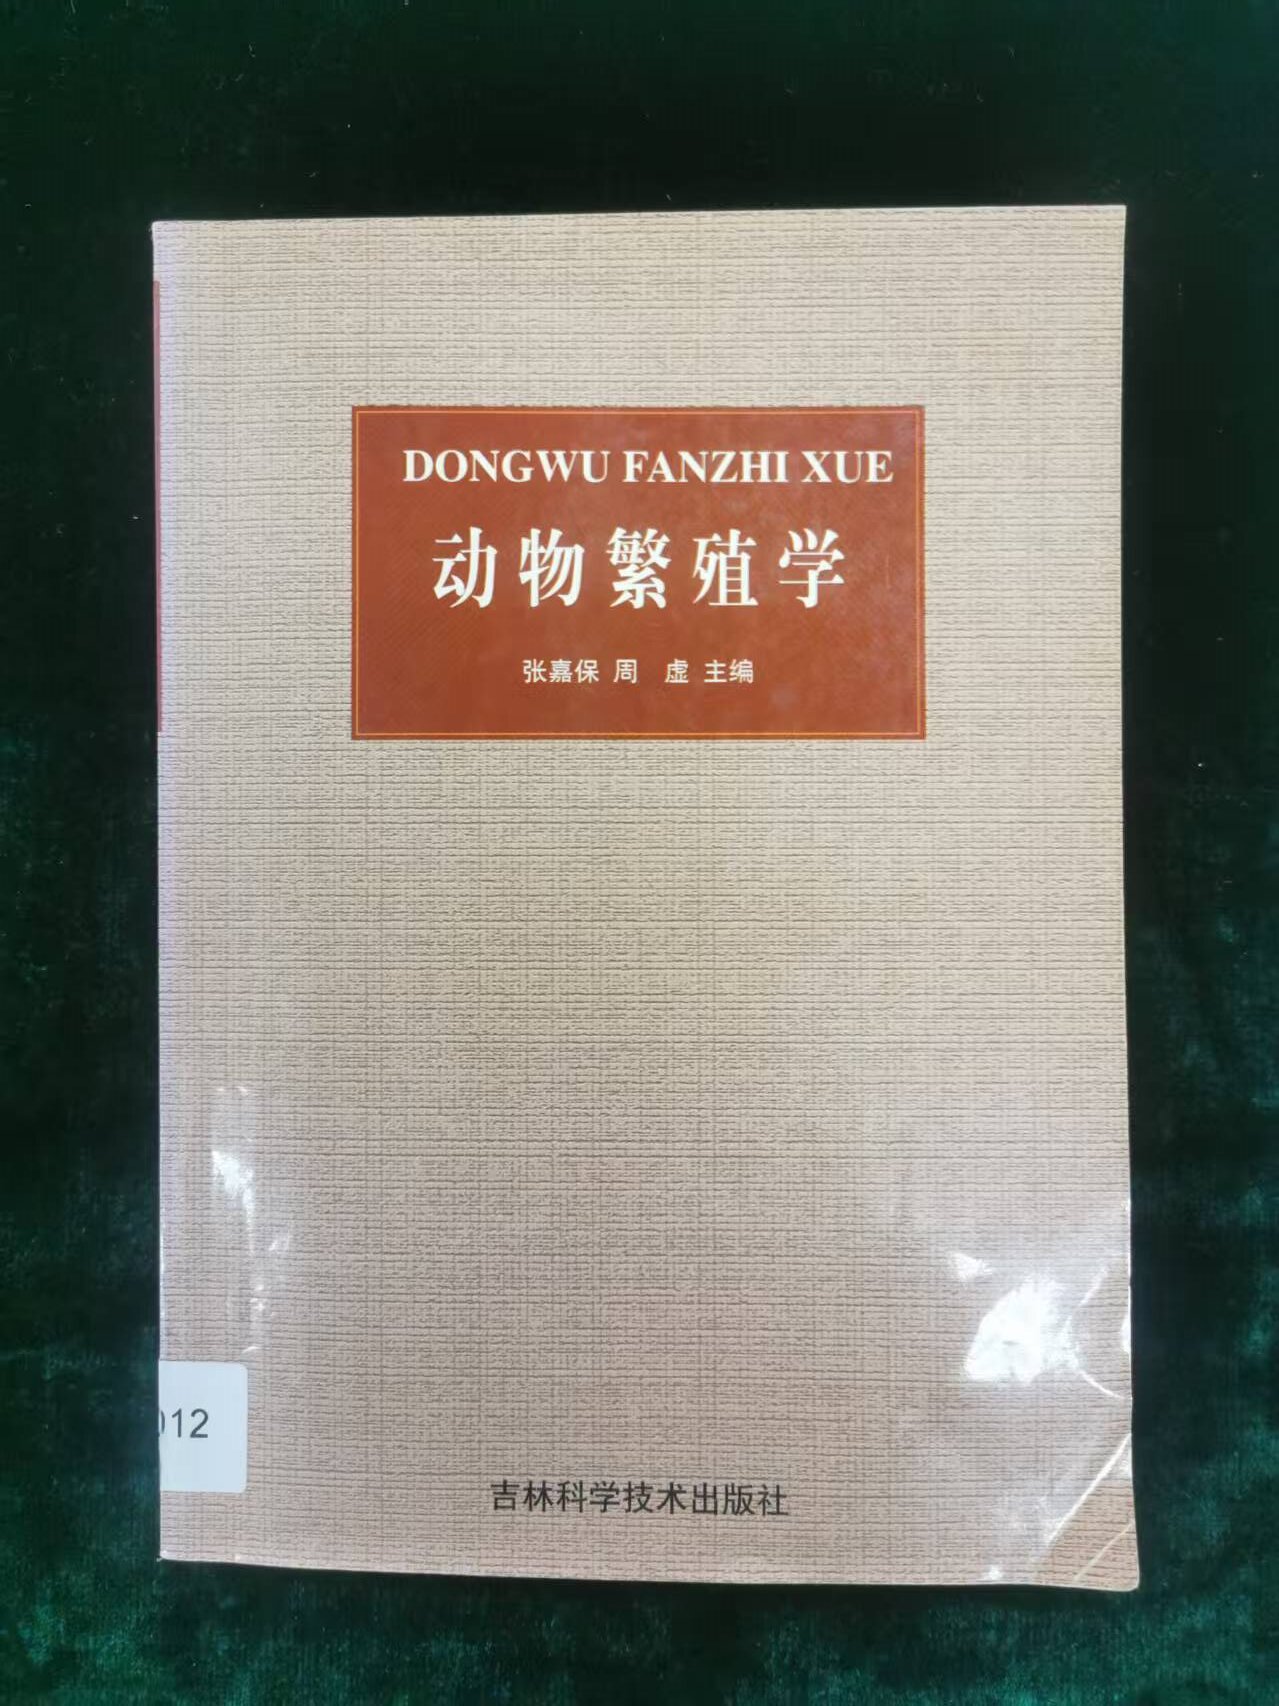 DONGWU FANZHI XUE
动物繁殖学
张嘉保 周 虚 主编
12
吉林科学技术出版社